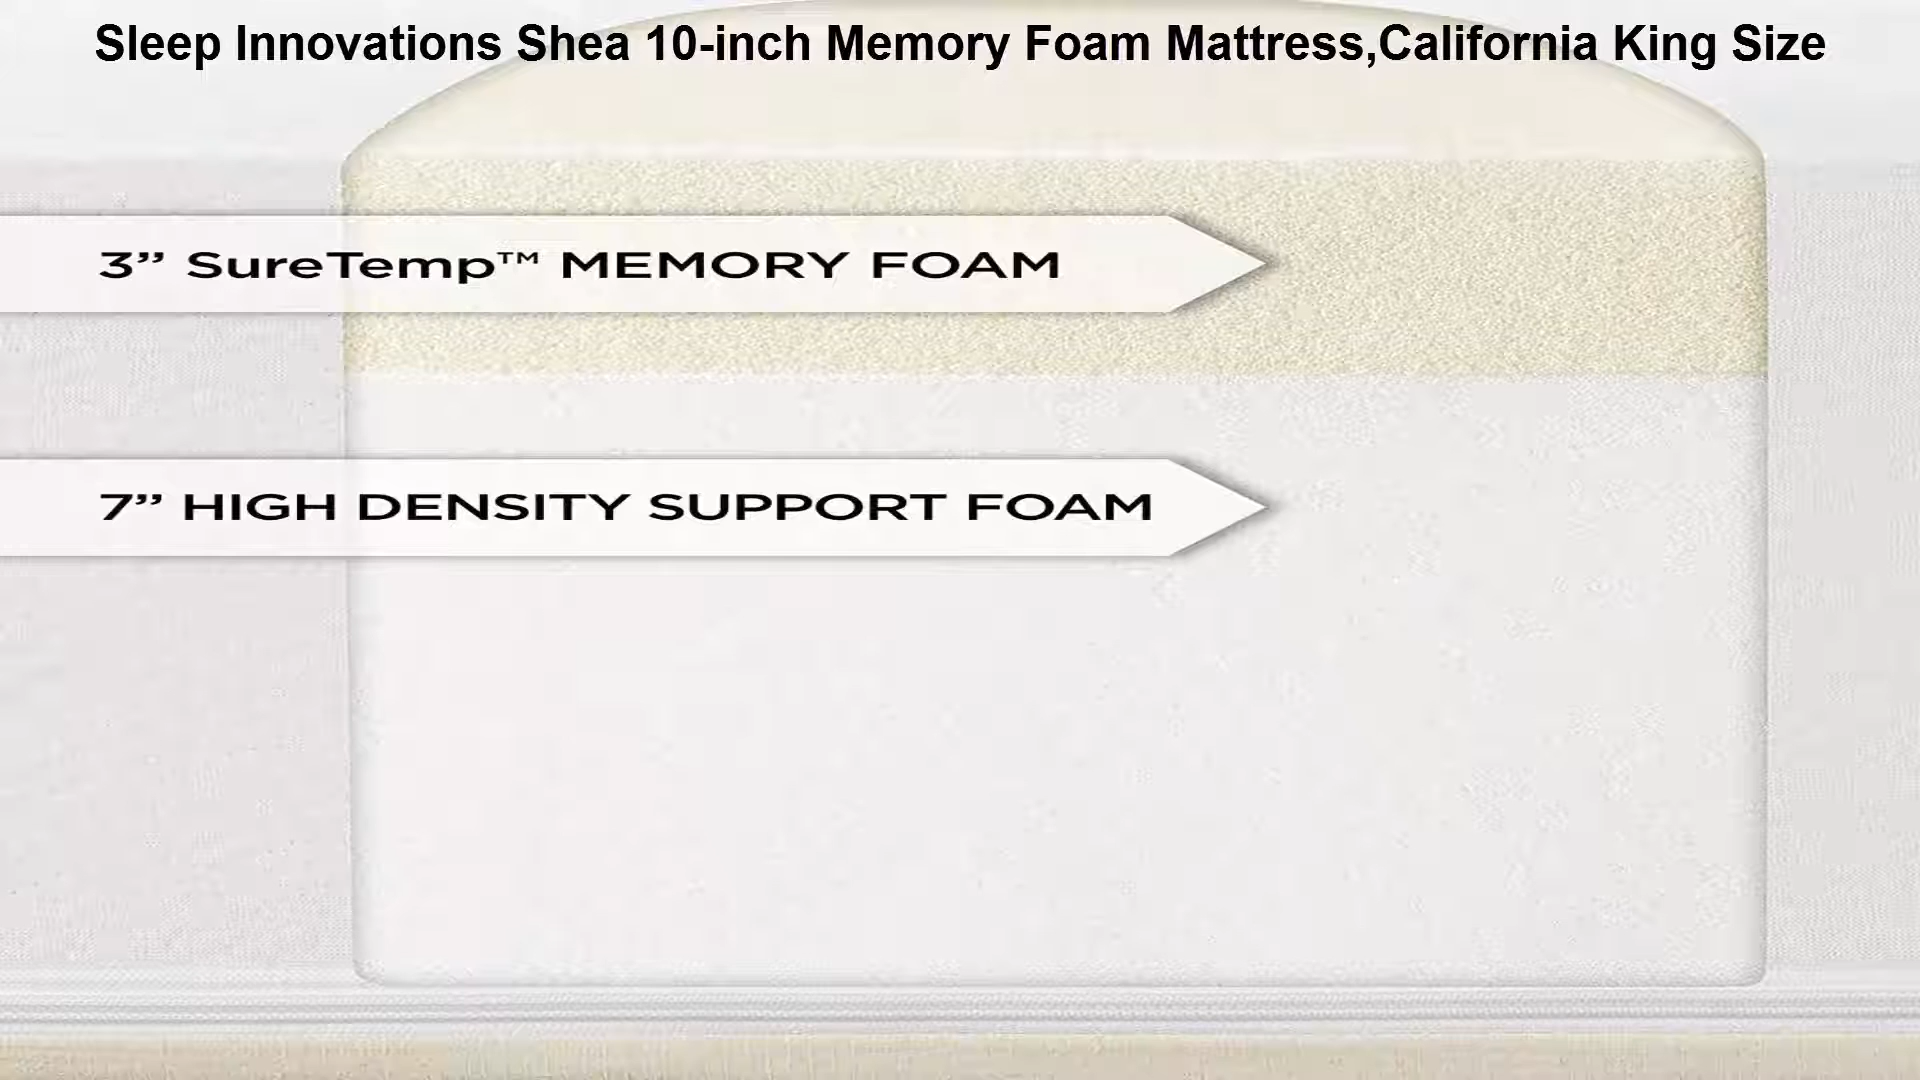 Sleep Innovations Shea 10-inch Memory Foam Mattress,California King Size
3” SureTemp™ MEMORY FOAM
7” HIGH DENSITY SUPPORT FOAM